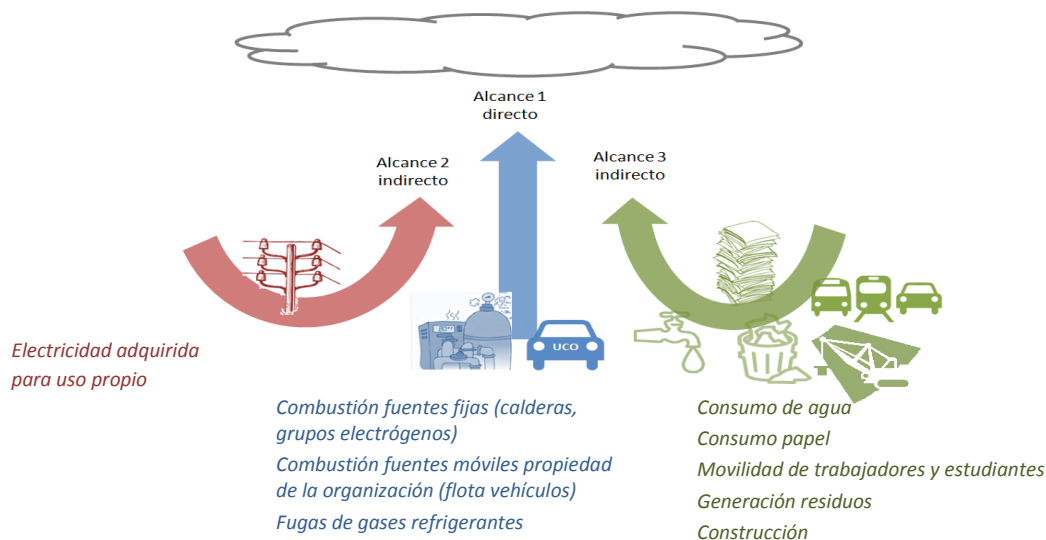 Alcance 1
directo
Alcance 2
indirecto
Alcance 3
indirecto
UCO
Electricidad adquirida
para uso propio
Combustión fuentes fijas (calderas,
grupos electrógenos)
Combustión fuentes móviles propiedad
de la organización (flota vehículos)
Fugas de gases refrigerantes
Consumo de agua
Consumo papel
Movilidad de trabajadores y estudiantes
Generación residuos
Construcción